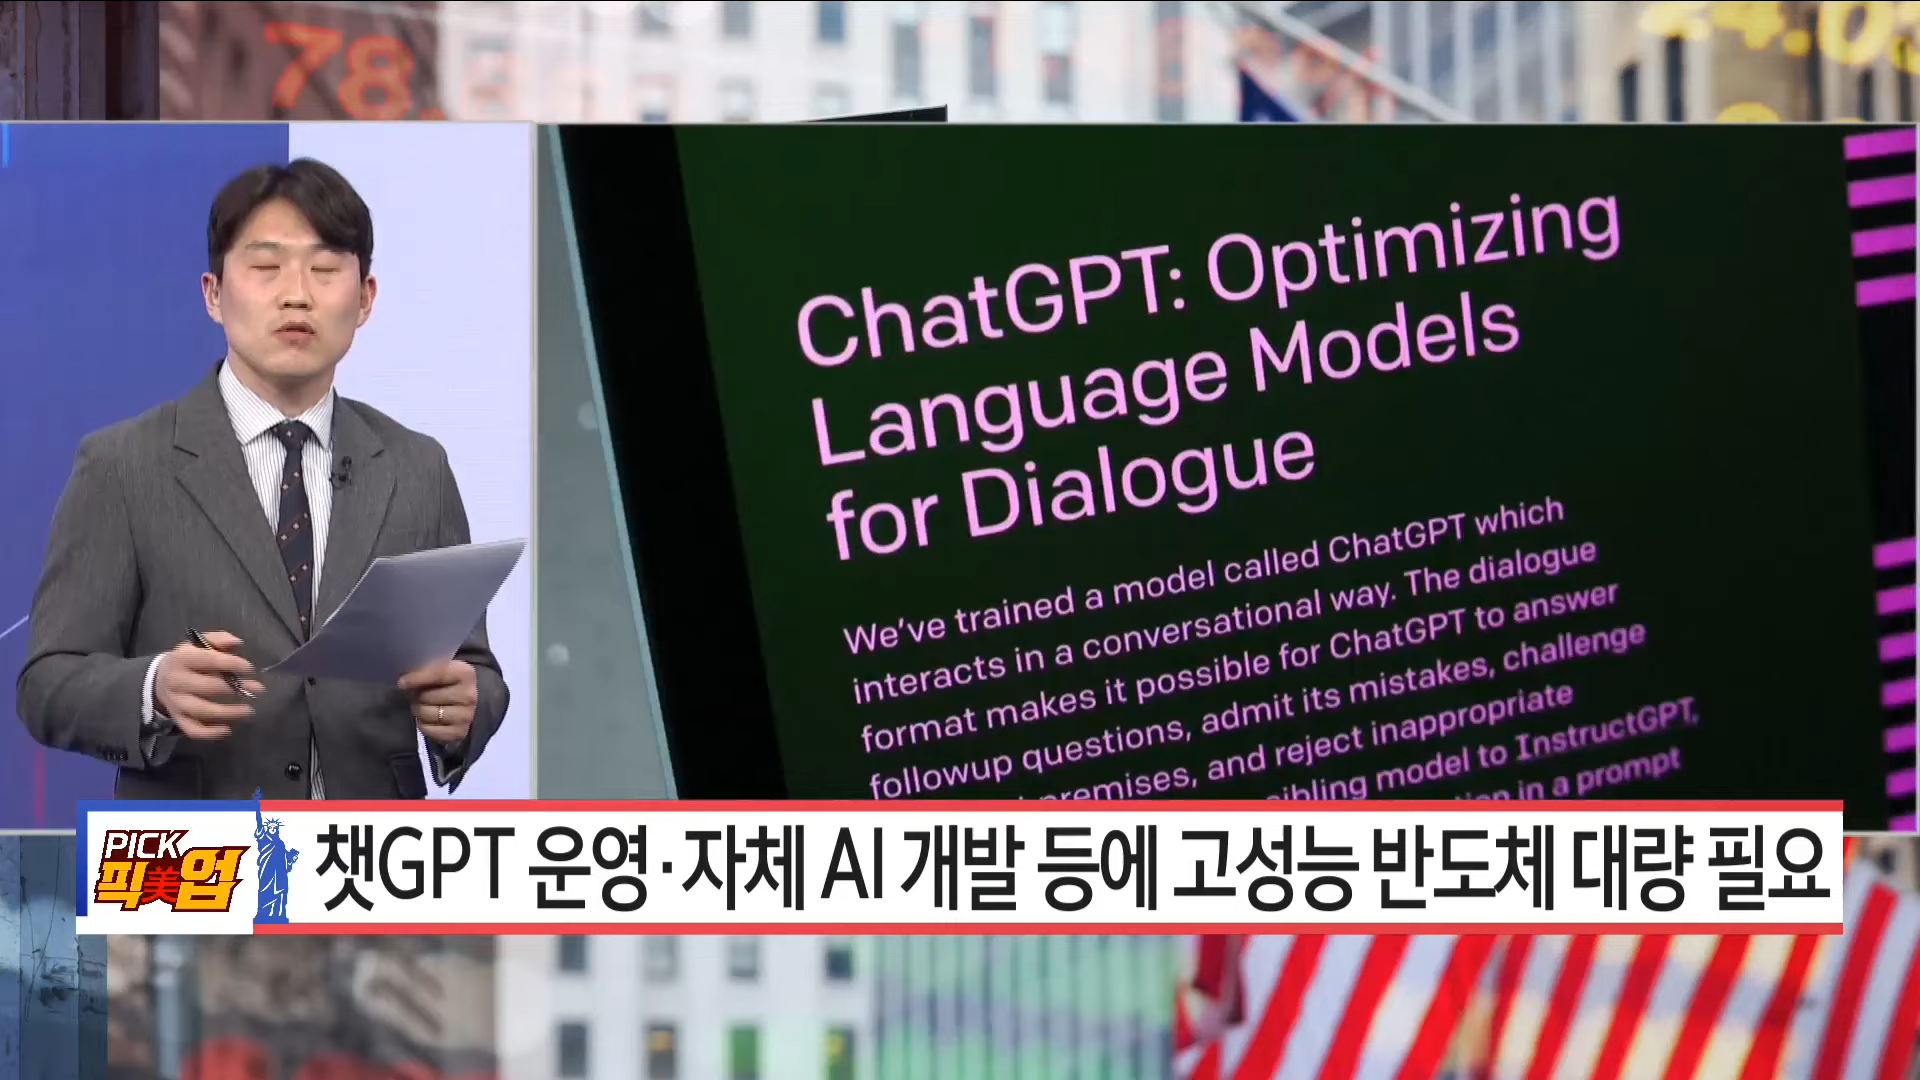 78.
24.03
ChatGPT: Optimizing
Language Models
for Dialogue
We've trained a model called ChatGPT which
interacts in a conversational way. The dialogue
format makes it possible for ChatGPT to answer
followup questions, admit its mistakes, challenge
premises, and reject inappropriate
sibling model to InstructGPT,
in a prompt
PICK
픽美업
챗GPT 운영·자체 AI 개발 등에 고성능 반도체 대량 필요